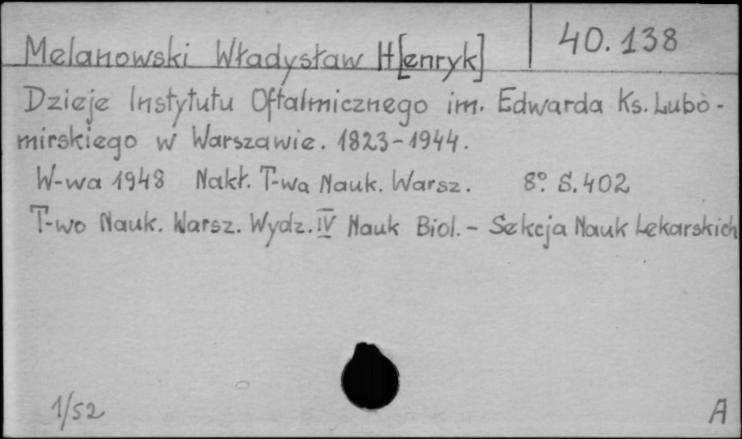 40.138
Melanowski Władysław H[enryk]
Dzieje Instytutu Oftalmicznego im. Edwarda Ks. Lubo-
mirskiego w Warszawie. 1823-1944.
W-wa 1948 Nakł. T-wa Nauk. Warsz. 8° S. 402
T-wo Nauk. Warsz. Wydz. IV Nauk Biol. - Sekcja Nauk Lekarskich
1/52
A